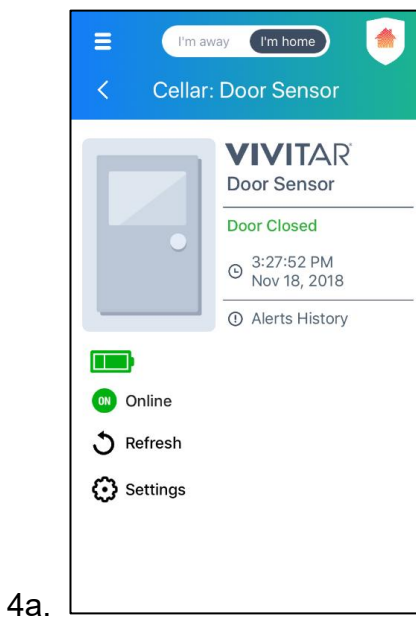 I'm away I'm home
Cellar: Door Sensor
VIVITAR
Door Sensor
Door Closed
3:27:52 PM
Nov 18, 2018
Alerts History
ON Online
Refresh
Settings
4a.